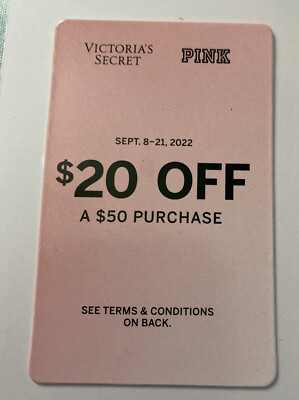 VICTORIA'S SECRET PINK
SEPT. 8–21, 2022
$20 OFF
A $50 PURCHASE
SEE TERMS & CONDITIONS
ON BACK.